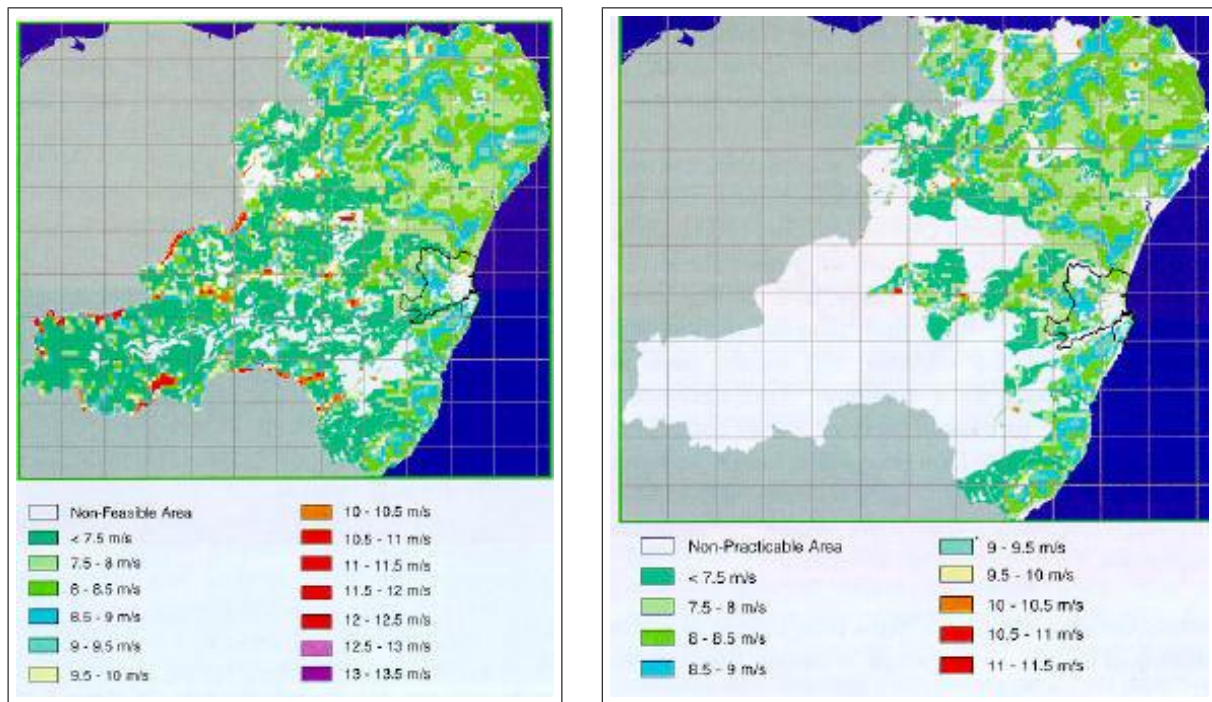 Non-Feasible Area
< 7.5 m/s
7.5 - 8 m/s
8 - 8.5 m/s
8.5 - 9 m/s
9 - 9.5 m/s
9.5 - 10 m/s
10 - 10.5 m/s
10.5 - 11 m/s
11 - 11.5 m/s
11.5 - 12 m/s
12 - 12.5 m/s
12.5 - 13 m/s
13 - 13.5 m/s
Non-Practicable Area
< 7.5 m/s
7.5 - 8 m/s
8 - 8.5 m/s
8.5 - 9 m/s
9 - 9.5 m/s
9.5 - 10 m/s
10 - 10.5 m/s
10.5 - 11 m/s
11 - 11.5 m/s